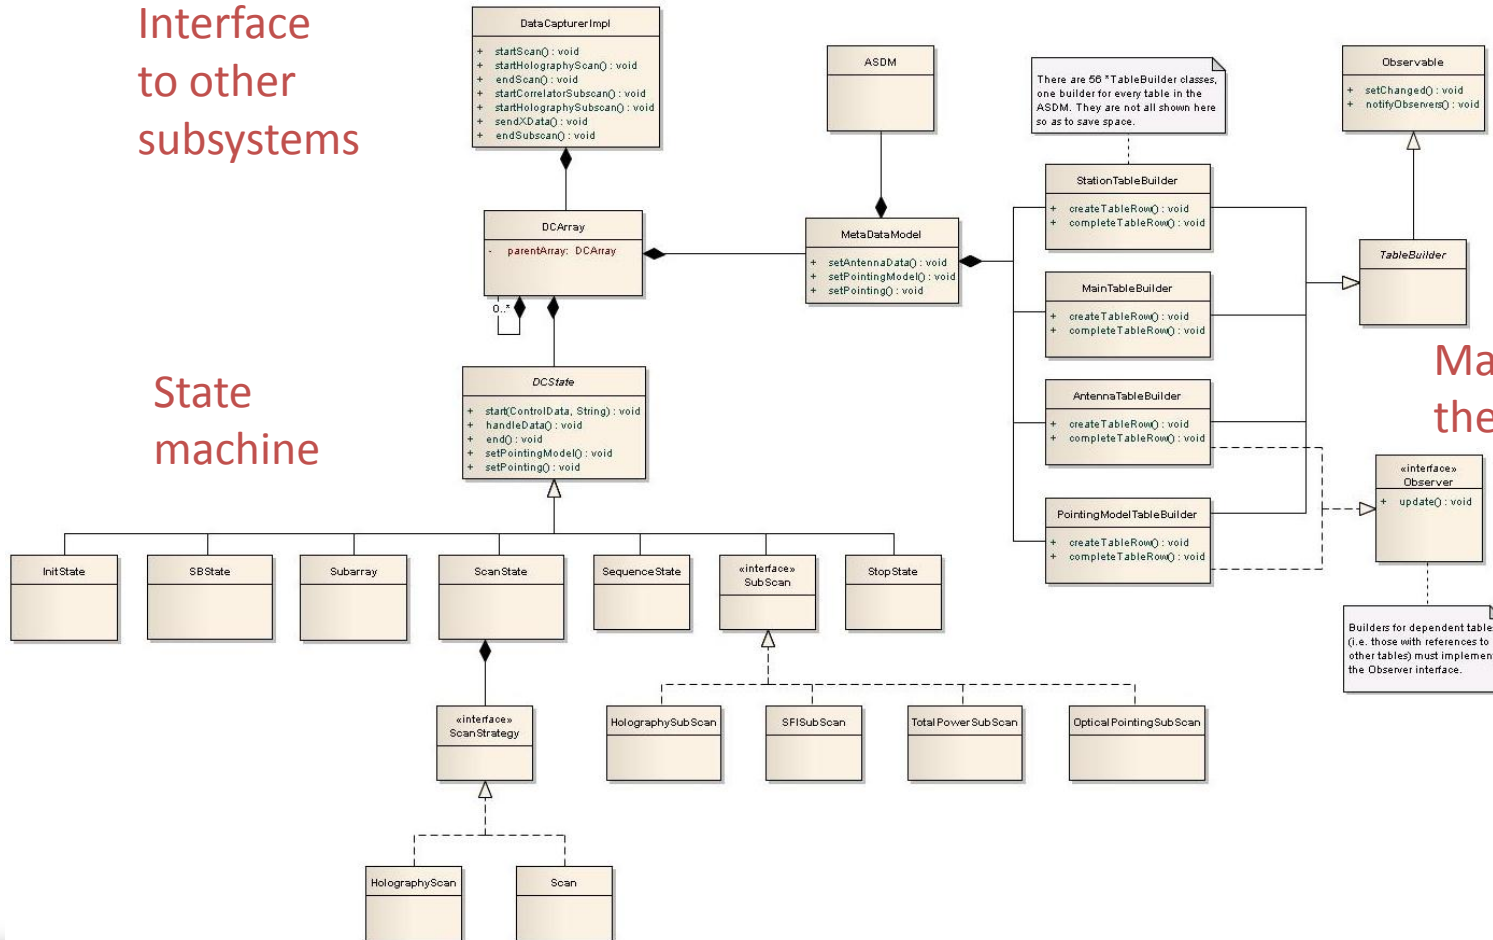 Interface
to other
subsystems
DataCapturerImpl
+ startScan() : void
+ startHolographyScan() : void
+ endScan() : void
+ startCorrelatorSubscan() : void
+ startHolographySubscan() : void
+ sendXData() : void
+ endSubscan() : void
ASDM
There are 56 *TableBuilder classes,
one builder for every table in the
ASDM. They are not all shown here
so as to save space.
Observable
+ setChanged() : void
+ notifyObservers() : void
StationTableBuilder
+ createTableRow() : void
+ completeTableRow() : void
DCArray
- parentArray: DCArray
0..*
MetaDataModel
+ setAntennaData() : void
+ setPointingModel() : void
+ setPointing() : void
TableBuilder
MainTableBuilder
+ createTableRow() : void
+ completeTableRow() : void
Ma
the
State
machine
DCState
+ start(ControlData, String) : void
+ handleData() : void
+ end() : void
+ setPointingModel() : void
+ setPointing() : void
AntennaTableBuilder
+ createTableRow() : void
+ completeTableRow() : void
«interface»
Observer
+ update() : void
PointingModelTableBuilder
+ createTableRow() : void
+ completeTableRow() : void
InitState
SBState
Subarray
ScanState
SequenceState
«interface»
SubScan
StopState
Builders for dependent table
(i.e. those with references to
other tables) must implemen
the Observer interface.
«interface»
ScanStrategy
HolographySubScan
SFISubScan
TotalPowerSubScan
OpticalPointingSubScan
HolographyScan
Scan